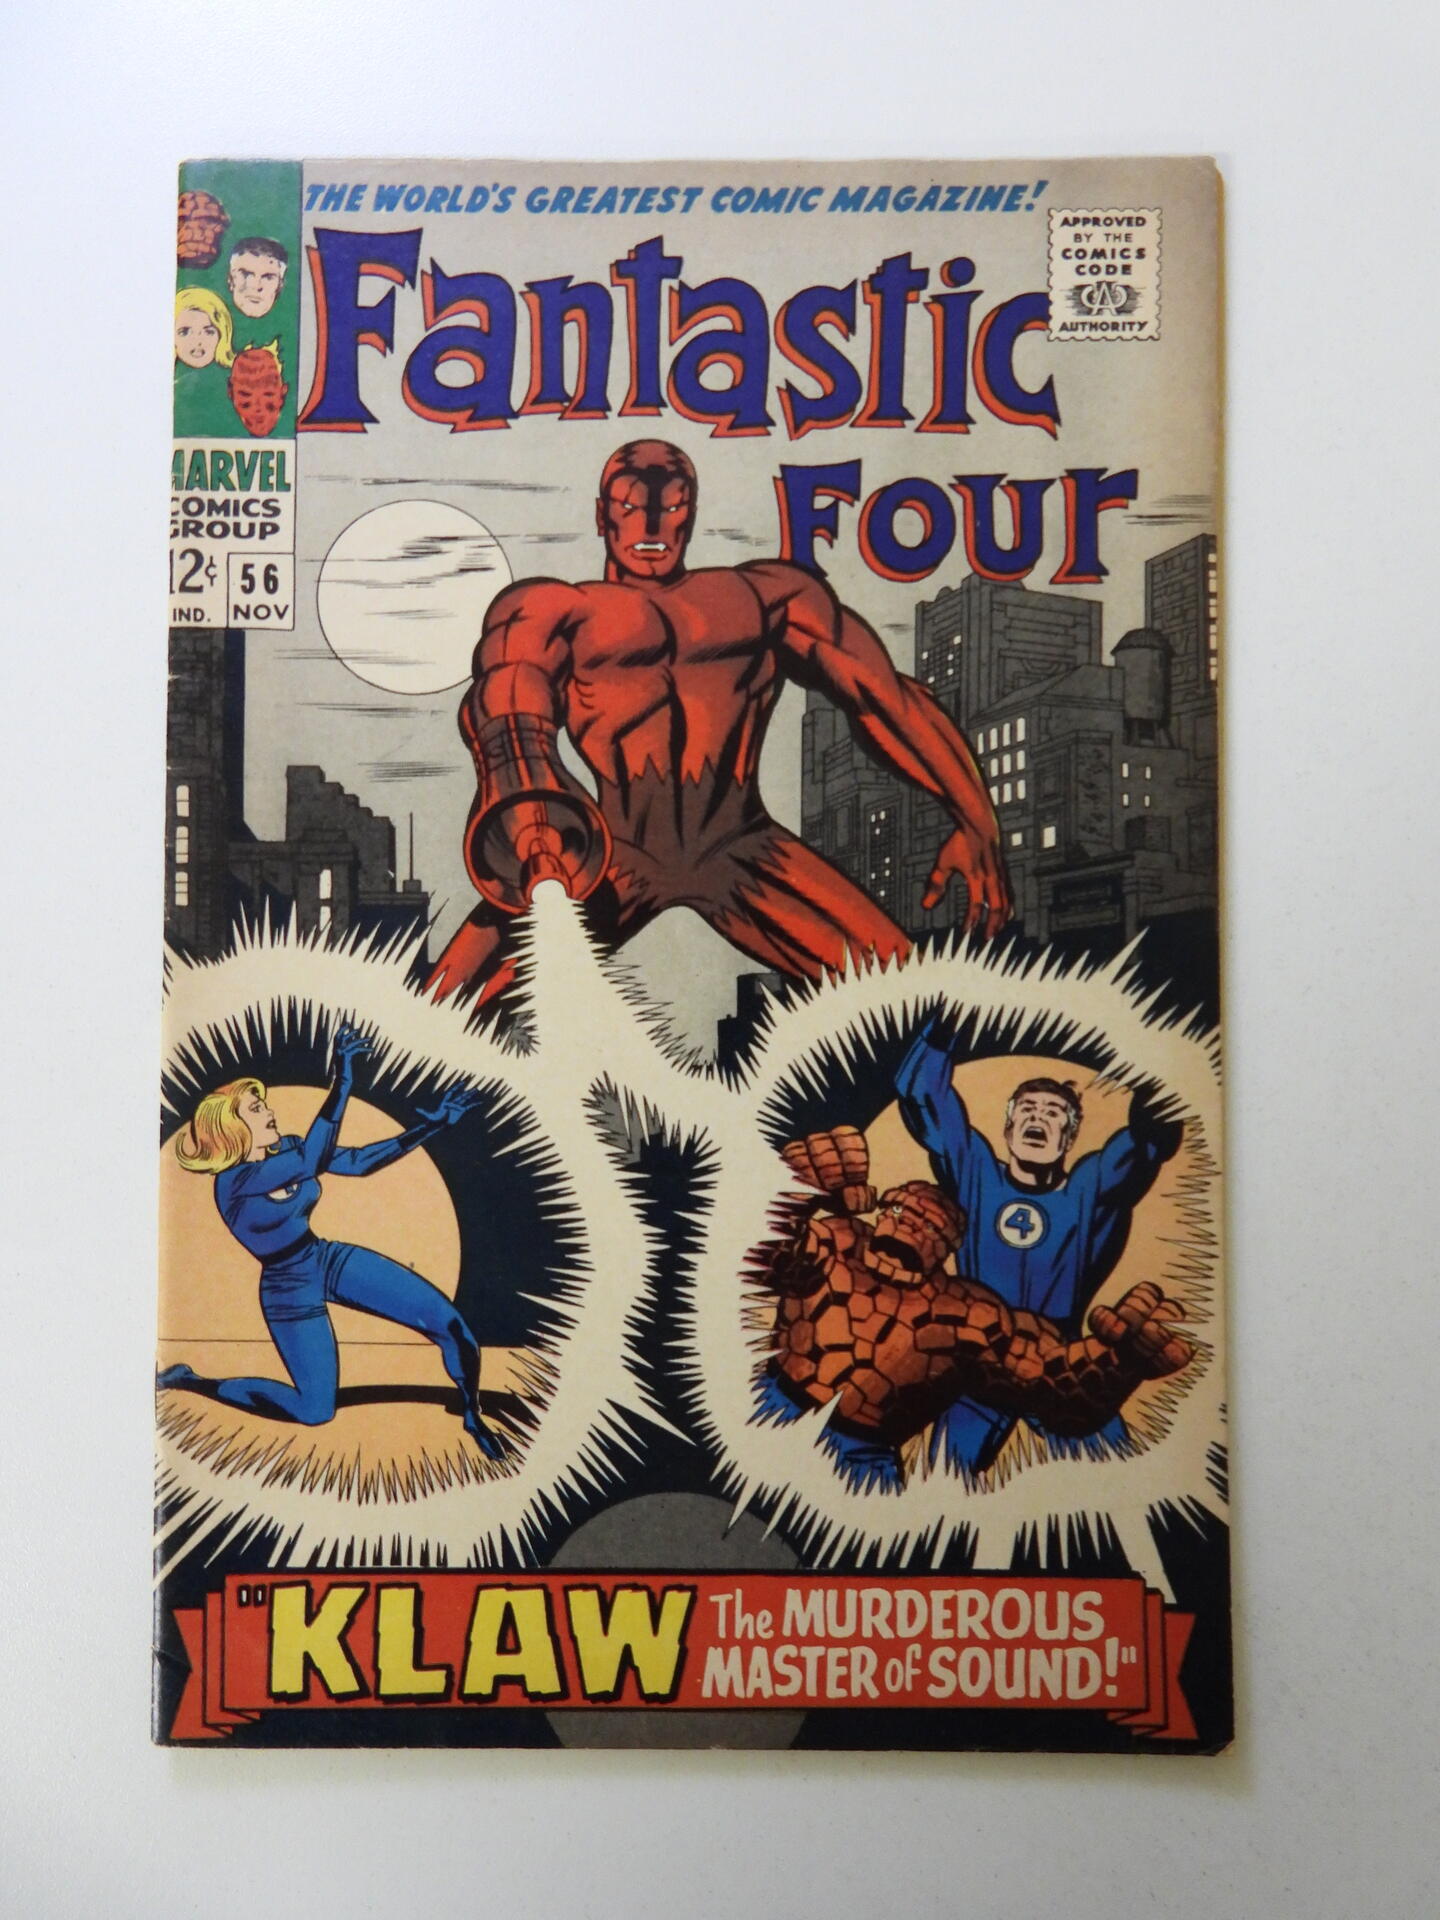 THE WORLD'S GREATEST COMIC MAGAZINE!
Fantastic
Four
APPROVED
BY THE
COMICS
CODE
CA
AUTHORITY
MARVEL
COMICS
GROUP
12¢
IND.
56
NOV
4
"KLAW
The MURDEROUS
MASTER of SOUND!"